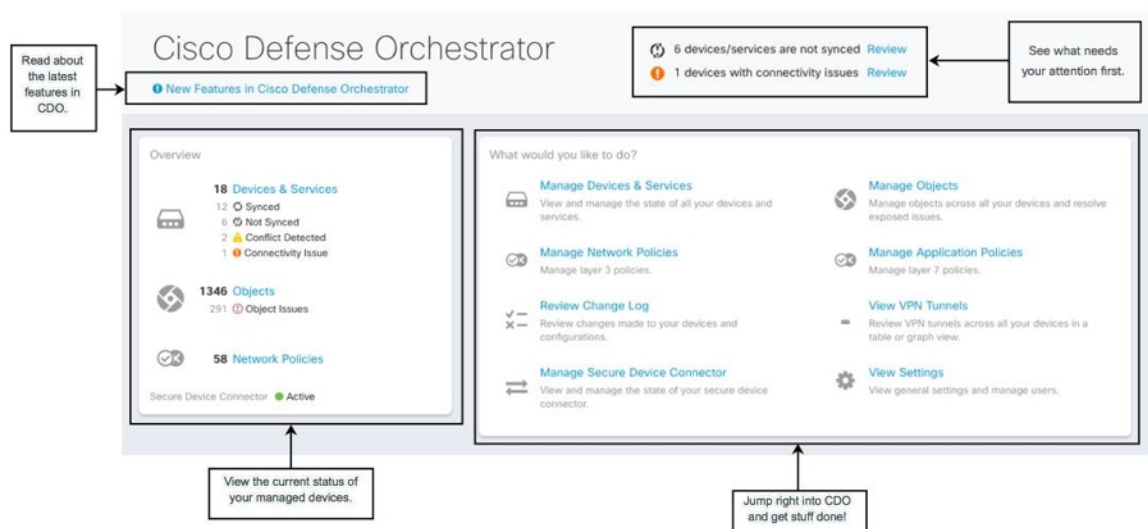 Read about
the latest
features in
CDO.
Cisco Defense Orchestrator
New Features in Cisco Defense Orchestrator
6 devices/services are not synced Review
1 devices with connectivity issues Review
See what needs
your attention first.
Overview
18 Devices & Services
12 Synced
6 Not Synced
2 Conflict Detected
1 Connectivity Issue
1346 Objects
291 Object Issues
58 Network Policies
Secure Device Connector Active
What would you like to do?
Manage Devices & Services
View and manage the state of all your devices and
services.
Manage Objects
Manage objects across all your devices and resolve
exposed issues.
Manage Network Policies
Manage layer 3 policies.
Manage Application Policies
Manage layer 7 policies.
Review Change Log
Review changes made to your devices and
configurations.
View VPN Tunnels
Review VPN tunnels across all your devices in a
table or graph view.
Manage Secure Device Connector
View and manage the state of your secure device
connector.
View Settings
View general settings and manage users.
View the current status of
your managed devices.
Jump right into CDO
and get stuff done!